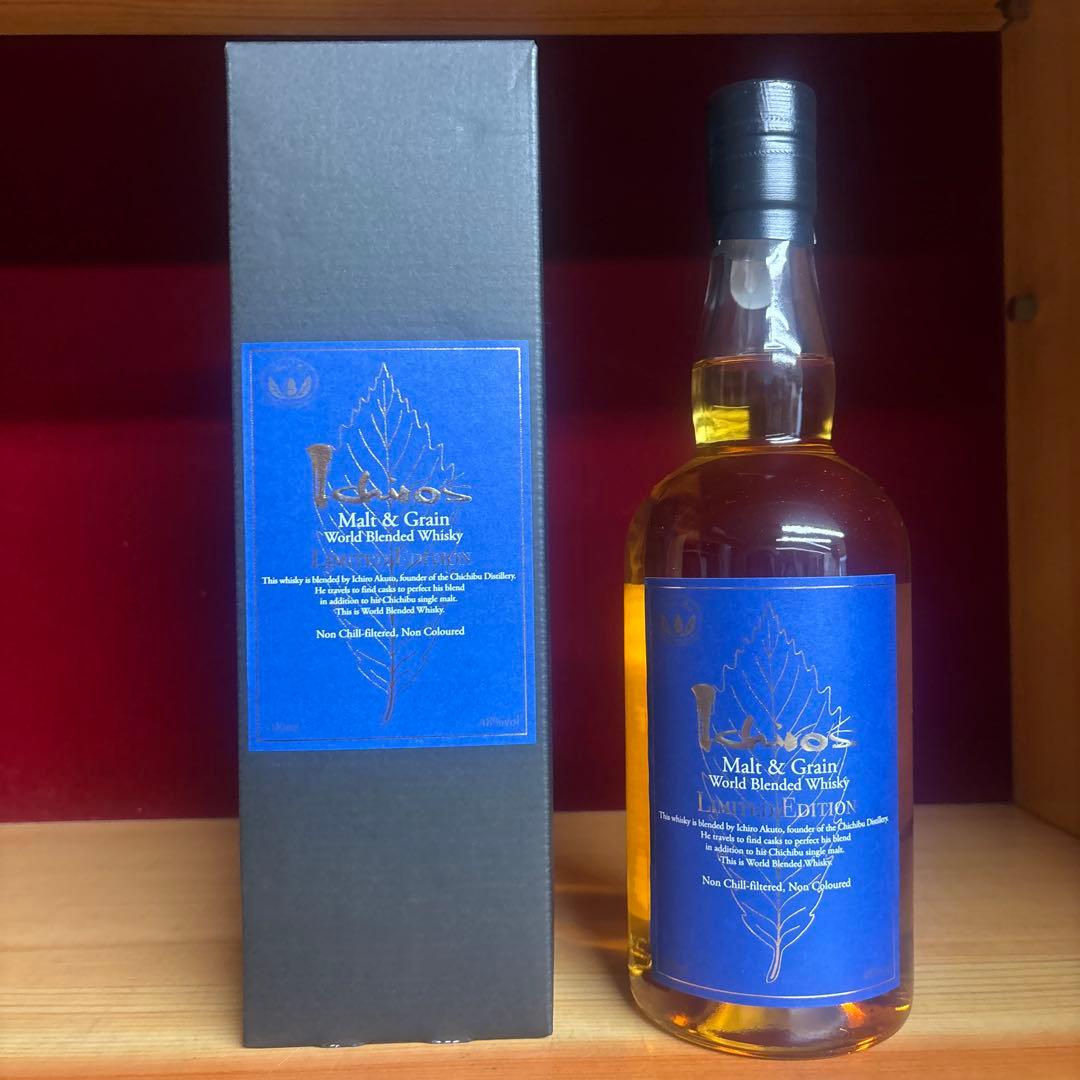 Ichiro's
Malt & Grain
World Blended Whisky
LIMITED EDITION
This whisky is blended by Ichiro Akuto, founder of the Chichibu Distillery.
He travels to find casks to perfect his blend
in addition to his Chichibu single malt.
This is World Blended Whisky.
Non Chill-filtered, Non Coloured
48%vol
Ichiro's
Malt & Grain
World Blended Whisky
LIMITED EDITION
This whisky is blended by Ichiro Akuto, founder of the Chichibu Distillery.
He travels to find casks to perfect his blend
in addition to his Chichibu single malt.
This is World Blended Whisky.
Non Chill-filtered, Non Coloured